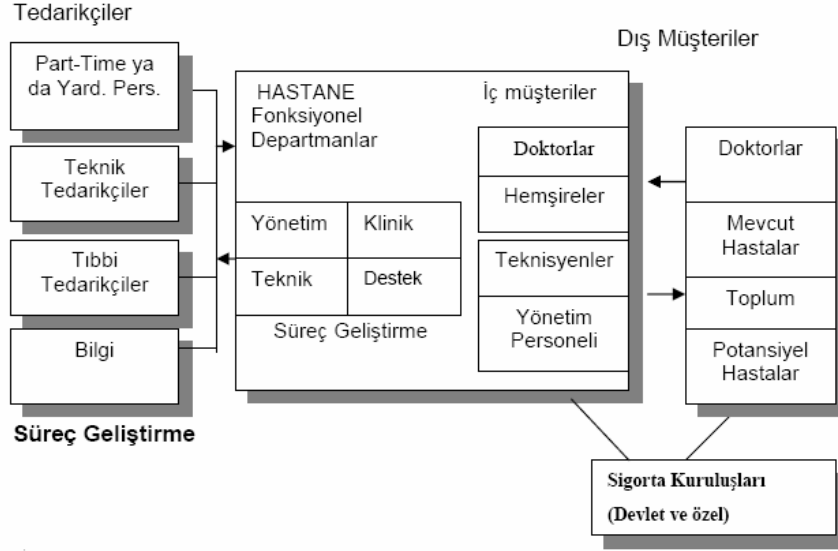 Tedarikçiler
Part-Time ya
da Yard. Pers.
Teknik
Tedarikçiler
Tıbbi
Tedarikçiler
Bilgi
Süreç Geliştirme
HASTANE
Fonksiyonel
Departmanlar
Yönetim
Klinik
Teknik
Destek
Süreç Geliştirme
İç müşteriler
Doktorlar
Hemşireler
Teknisyenler
Yönetim
Personeli
Dış Müşteriler
Doktorlar
Mevcut
Hastalar
Toplum
Potansiyel
Hastalar
Sigorta Kuruluşları
(Devlet ve özel)